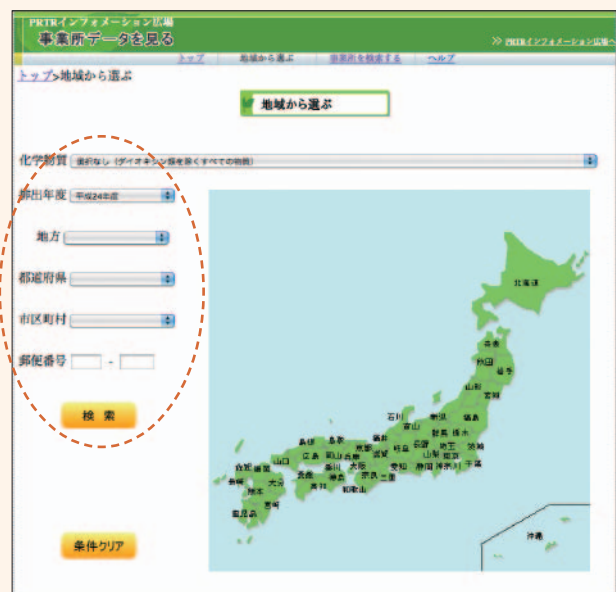 PRTRインフォメーション広場
事業所データを見る
>> PRTRインフォメーション広場へ
トップ 地域から選ぶ 事業所を検索する ヘルプ
トップ>地域から選ぶ
地域から選ぶ
化学物質 選択なし (ダイオキシン類を除くすべての物質)
排出年度 平成24年度
地方
都道府県
市区町村
郵便番号 -
検 索
条件クリア
北海道
青森
秋田
岩手
山形
宮城
石川 新潟 福島
富山 群馬 栃木
島根 鳥取 京都 福井 岐阜 長野 埼玉 茨城
山口 広島 岡山 兵庫 滋賀 山梨 東京
佐賀 福岡 香川 大阪 愛知 静岡 神奈川 千葉
長崎 大分 愛媛 徳島 奈良 三重
熊本 高知 和歌山
宮崎
鹿児島
沖縄